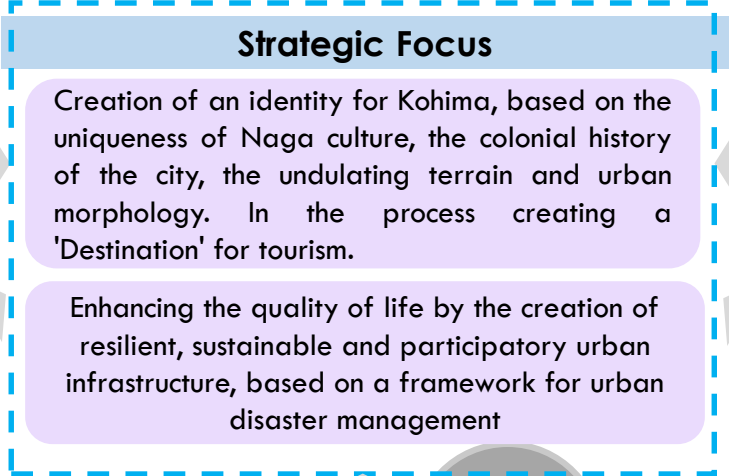 Strategic Focus
Creation of an identity for Kohima, based on the
uniqueness of Naga culture, the colonial history
of the city, the undulating terrain and urban
morphology. In the process creating a
'Destination' for tourism.
Enhancing the quality of life by the creation of
resilient, sustainable and participatory urban
infrastructure, based on a framework for urban
disaster management